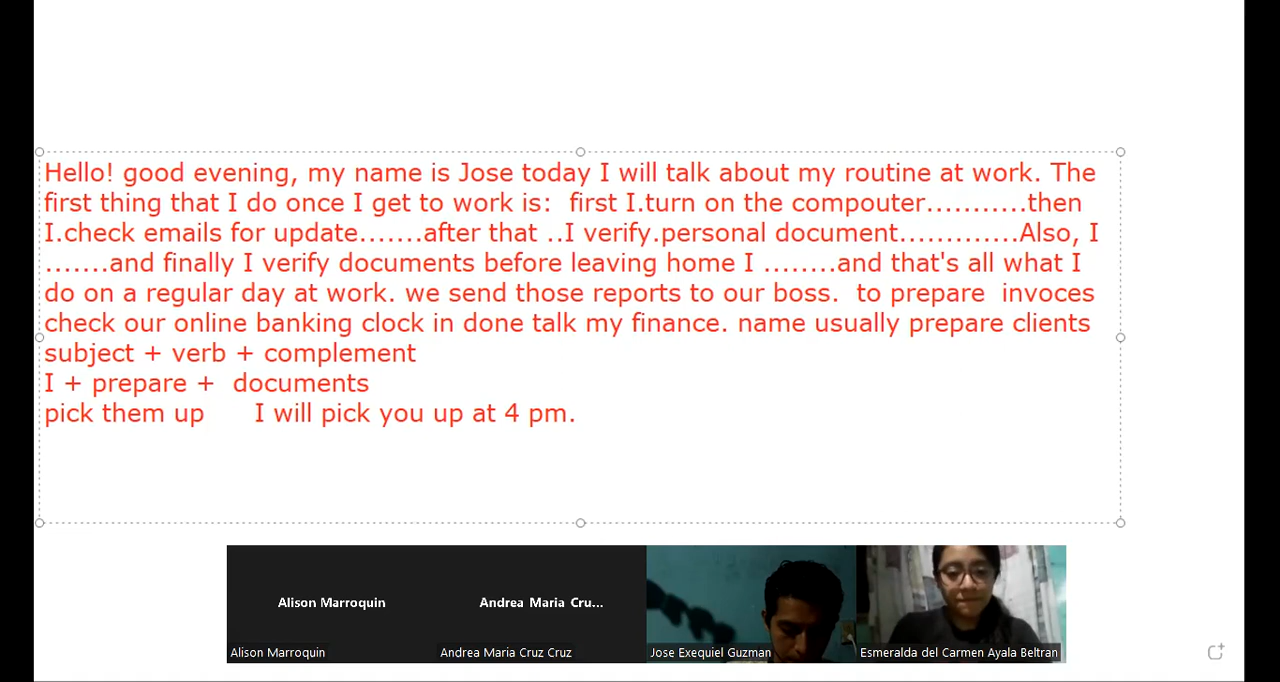 Hello! good evening, my name is Jose today I will talk about my routine at work. The
first thing that I do once I get to work is:  first I.turn on the compouter...........then
I.check emails for update.......after that ..I verify.personal document.............Also, I
.......and finally I verify documents before leaving home I ........and that's all what I
do on a regular day at work. we send those reports to our boss.  to prepare  invoces
check our online banking clock in done talk my finance. name usually prepare clients
subject + verb + complement
I + prepare +  documents
pick them up      I will pick you up at 4 pm.
Alison Marroquin
Andrea Maria Cru...
Alison Marroquin
Andrea Maria Cruz Cruz
Jose Exequiel Guzman
Esmeralda del Carmen Ayala Beltran